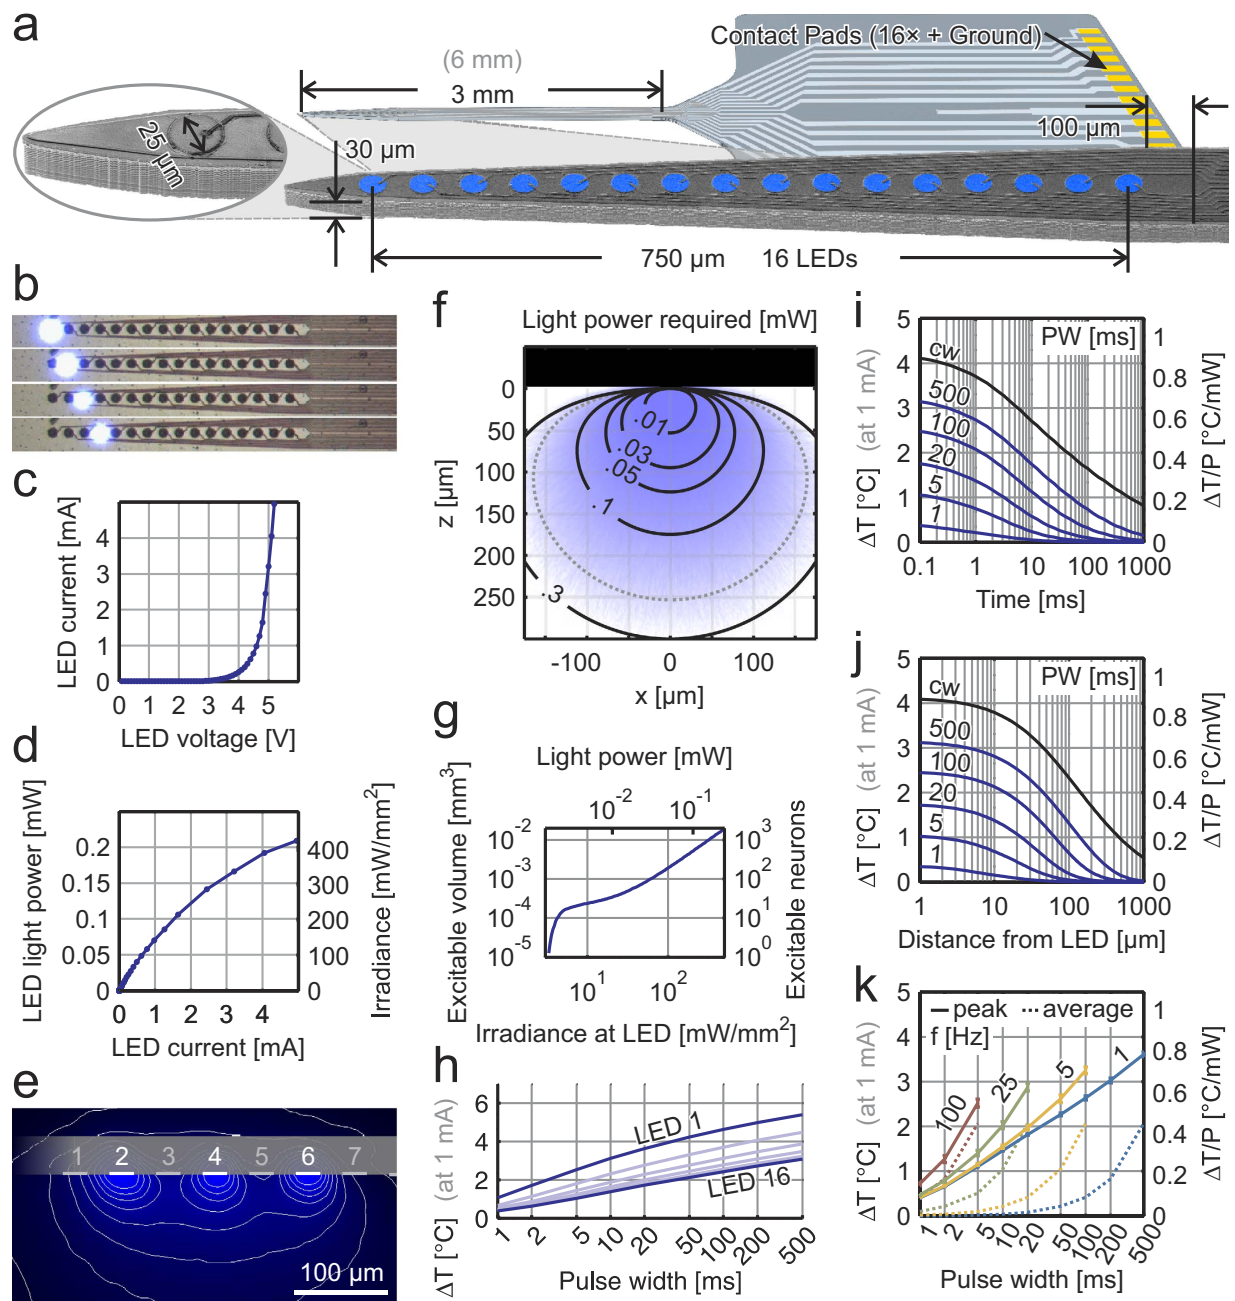 a
Contact Pads (16× + Ground)
(6 mm)
3 mm
100 µm
25 µm
30 µm
750 µm 16 LEDs
b
c
LED current [mA]
4
3
2
1
0
0 1 2 3 4 5
LED voltage [V]
d
LED light power [mW]
0.2
0.15
0.1
0.05
0
400
300
200
100
0
Irradiance [mW/mm²]
0 1 2 3 4
LED current [mA]
e
1 2 3 4 5 6 7
100 µm
f
Light power required [mW]
z [µm]
0
50
100
150
200
250
.01
.03
.05
.1
.3
-100 0 100
x [µm]
g
Light power [mW]
10⁻² 10⁻¹
Excitable volume [mm³]
10⁻²
10⁻³
10⁻⁴
10⁻⁵
10³
10²
10¹
10⁰
Excitable neurons
10¹ 10²
Irradiance at LED [mW/mm²]
h
ΔT [°C] (at 1 mA)
6
4
2
0
LED 1
LED 16
1 2 5 10 20 50 100 200 500
Pulse width [ms]
i
ΔT [°C] (at 1 mA)
5
4
3
2
1
0
PW [ms]
cw
500
100
20
5
1
1
0.8
0.6
0.4
0.2
0
ΔT/P [°C/mW]
0.1 1 10 100 1000
Time [ms]
j
ΔT [°C] (at 1 mA)
5
4
3
2
1
0
PW [ms]
cw
500
100
20
5
1
1
0.8
0.6
0.4
0.2
0
ΔT/P [°C/mW]
1 10 100 1000
Distance from LED [µm]
k
ΔT [°C] (at 1 mA)
5
4
3
2
1
0
peak average
f [Hz]
100
25
5
1
1
0.8
0.6
0.4
0.2
0
ΔT/P [°C/mW]
1 2 5 10 20 50 100 200 500
Pulse width [ms]